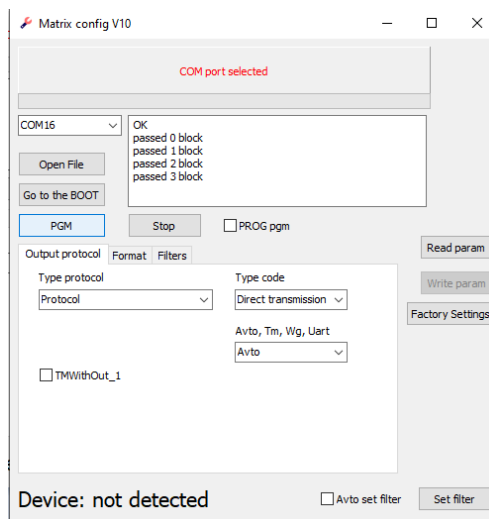 Matrix config V10
COM port selected
COM16
OK
passed 0 block
passed 1 block
passed 2 block
passed 3 block
Open File
Go to the BOOT
PGM
Stop
PROG pgm
Read param
Write param
Factory Settings
Output protocol Format Filters
Type protocol
Type code
Protocol
Direct transmission
Avto, Tm, Wg, Uart
Avto
TMWithOut_1
Device: not detected
Avto set filter
Set filter